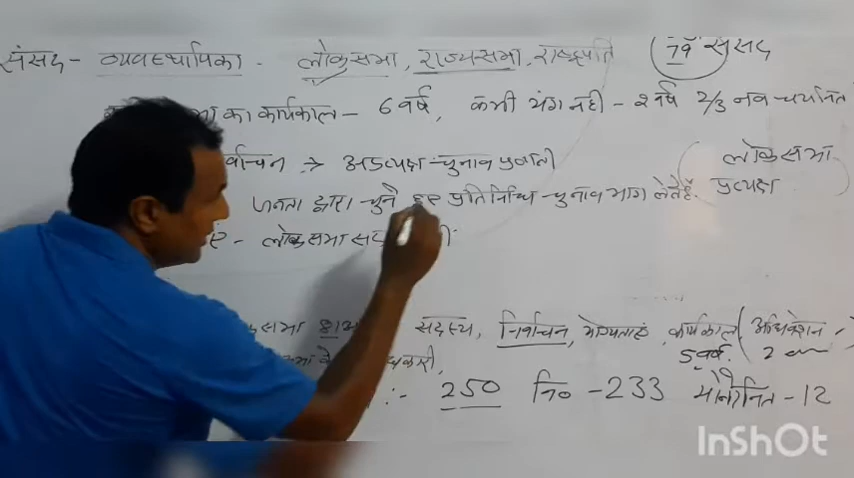 संसद - व्यवस्थापिका - लोकसभा, राज्यसभा, राष्ट्रपति 79 संसद
का कार्यकाल - 6 वर्ष, कभी भंग नही - 2 वर्ष 2/3 नव
र्वाचन → अप्रत्यक्ष चुनाव प्रणाली लोकसभा
जनता द्वारा चुने हुए प्रतिनिधि चुनाव भाग लेते हैं प्रत्यक्ष
- लोकसभा
सदस्य, निर्वाचन, योग्यताएं, कार्यकाल अधिवेशन
5 वर्ष 2
:- 250 नि० - 233 मनोनित - 12
InShOt